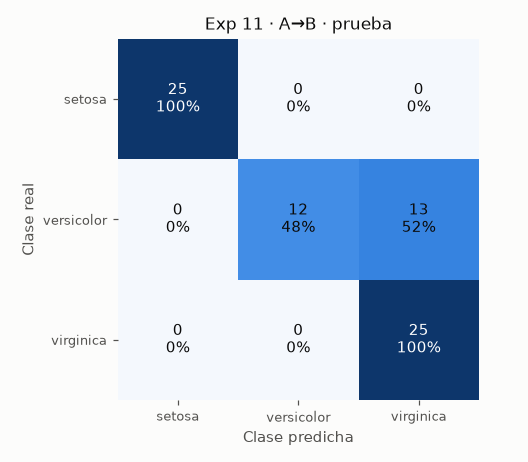 Exp 11 · A→B · prueba
setosa
25
0
0
100%
0%
0%
versicolor
0
12
13
0%
48%
52%
virginica
0
0
25
0%
0%
100%
setosa
versicolor
virginica
Clase predicha
Clase real